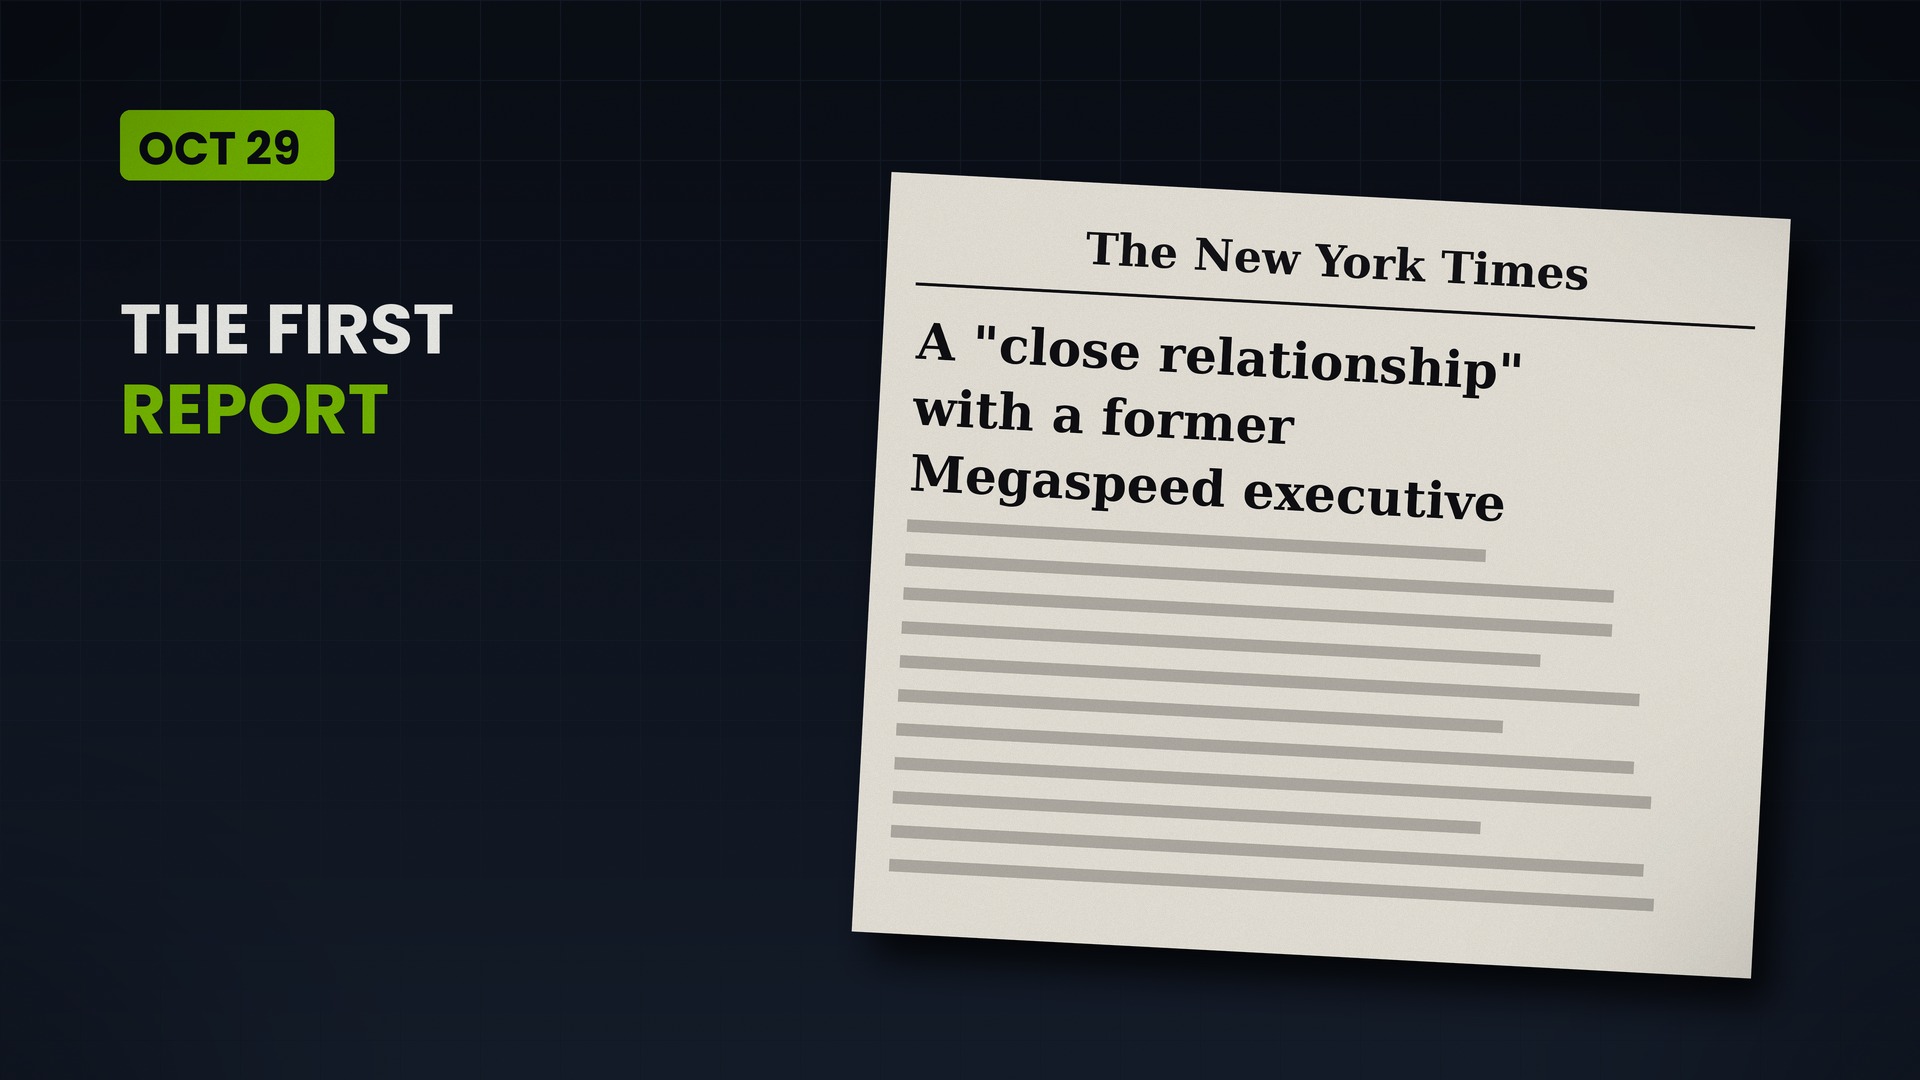 OCT 29
THE FIRST
REPORT
The New York Times
A "close relationship"
with a former
Megaspeed executive